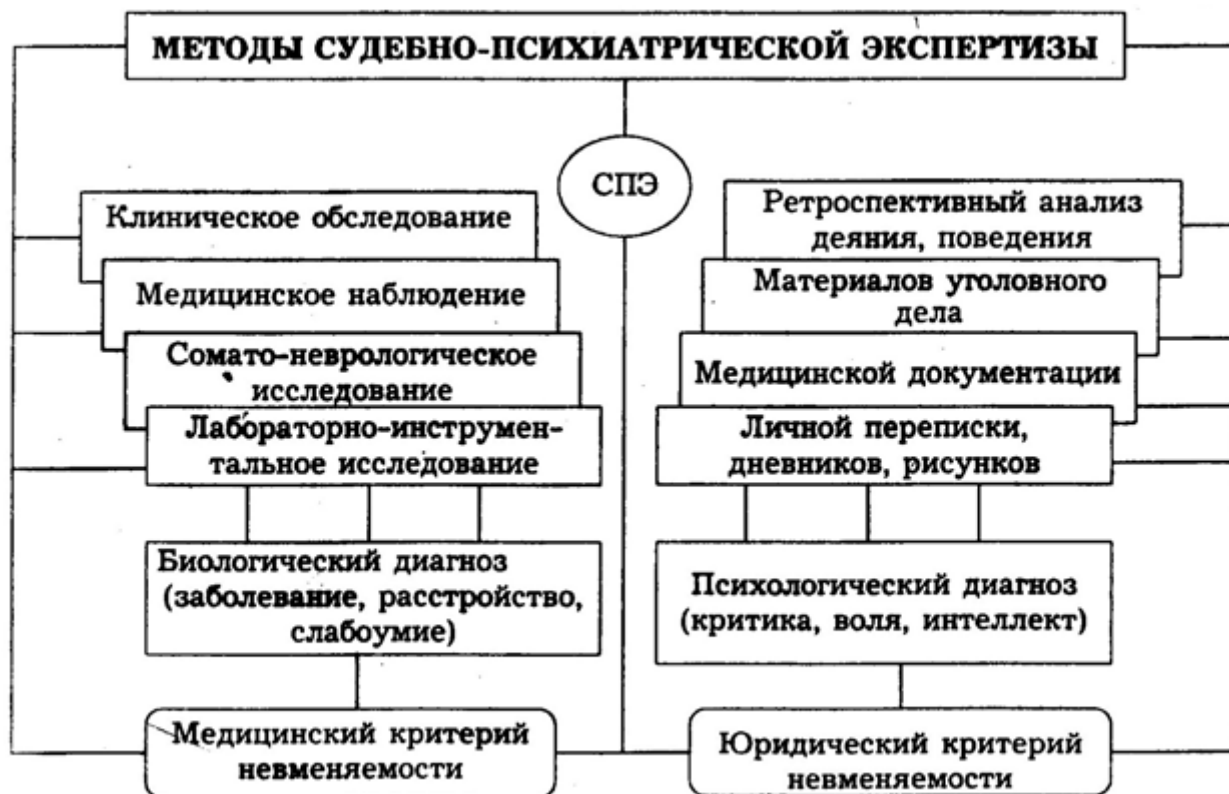 МЕТОДЫ СУДЕБНО-ПСИХИАТРИЧЕСКОЙ ЭКСПЕРТИЗЫ
СПЭ
Клиническое обследование
Медицинское наблюдение
Сомато-неврологическое
исследование
Лабораторно-инструмен-
тальное исследование
Биологический диагноз
(заболевание, расстройство,
слабоумие)
Медицинский критерий
невменяемости
Ретроспективный анализ
деяния, поведения
Материалов уголовного
дела
Медицинской документации
Личной переписки,
дневников, рисунков
Психологический диагноз
(критика, воля, интеллект)
Юридический критерий
невменяемости